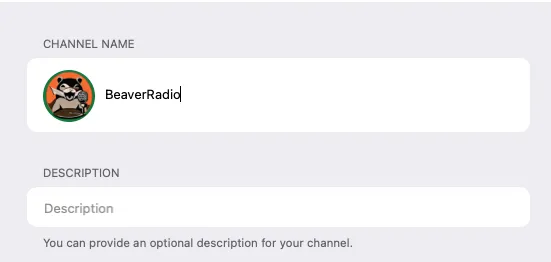 CHANNEL NAME
BeaverRadio
DESCRIPTION
Description
You can provide an optional description for your channel.